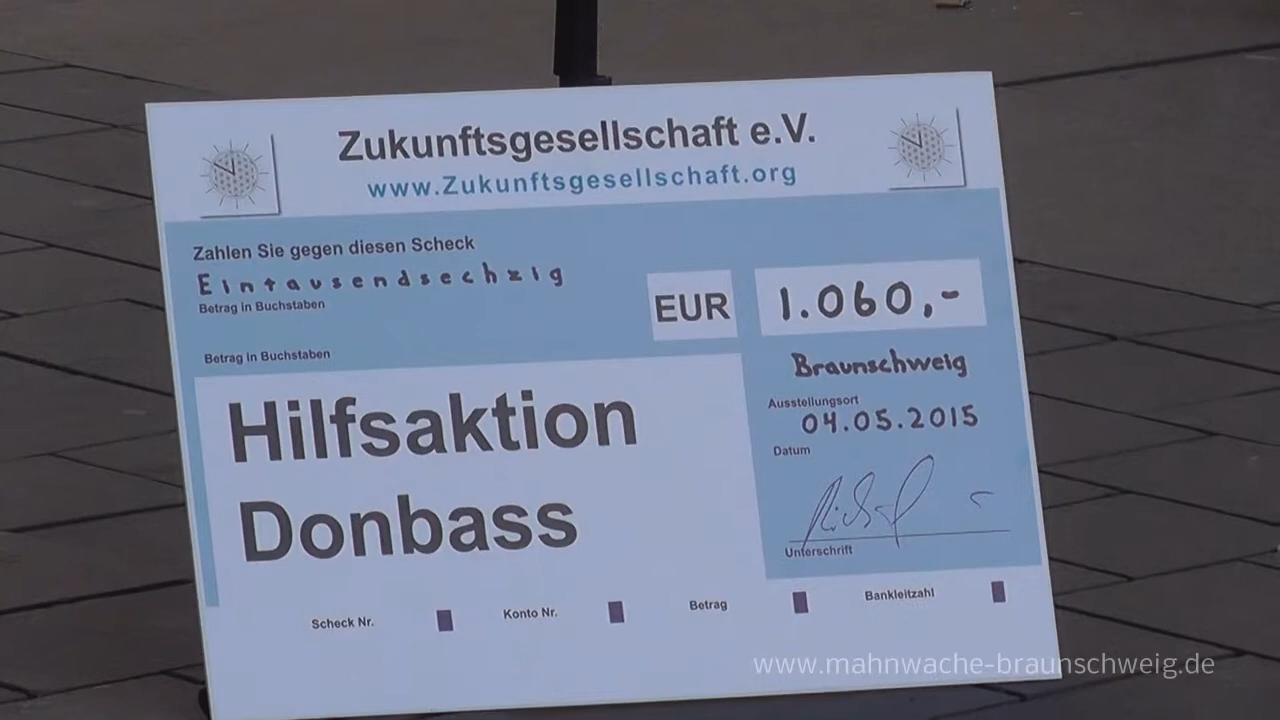 Zukunftsgesellschaft e.V.
www.Zukunftsgesellschaft.org
Zahlen Sie gegen diesen Scheck
Eintausendsechzig
Betrag in Buchstaben
EUR 1.060,-
Betrag in Buchstaben
Hilfsaktion
Donbass
Braunschweig
Ausstellungsort
04.05.2015
Datum
Unterschrift
Scheck Nr. Konto Nr. Betrag Bankleitzahl
www.mahnwache-braunschweig.de